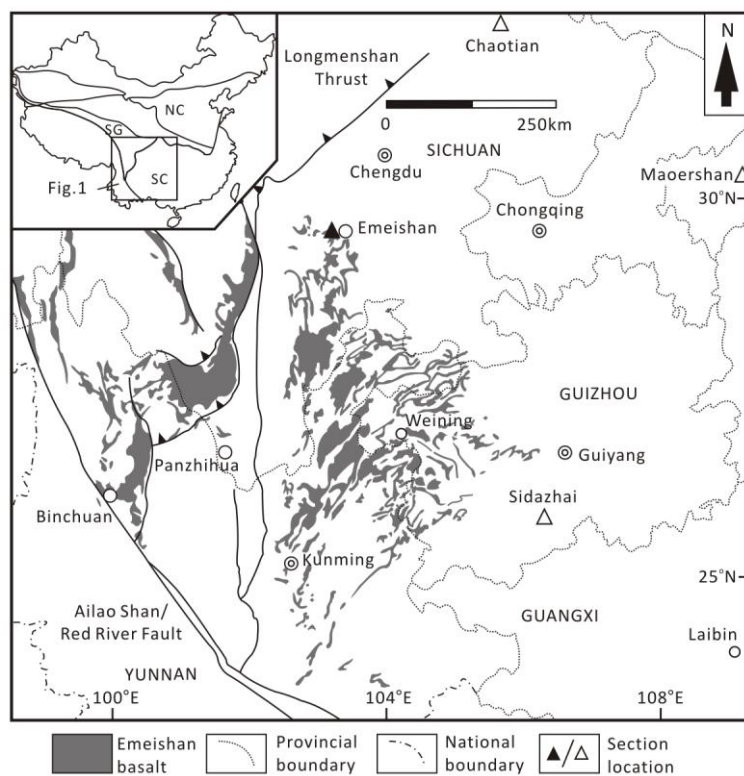 Chaotian
N
Longmenshan
Thrust
NC
SG
SC
Fig.1
0
250km
SICHUAN
Chengdu
Maoershan
30°N
Chongqing
Emeishan
GUIZHOU
Weining
Panzhihua
Guiyang
Binchuan
Sidazhai
Kunming
25°N
Ailao Shan/
Red River Fault
GUANGXI
Laibin
YUNNAN
100°E
104°E
108°E
Emeishan
basalt
Provincial
boundary
National
boundary
/
Section
location